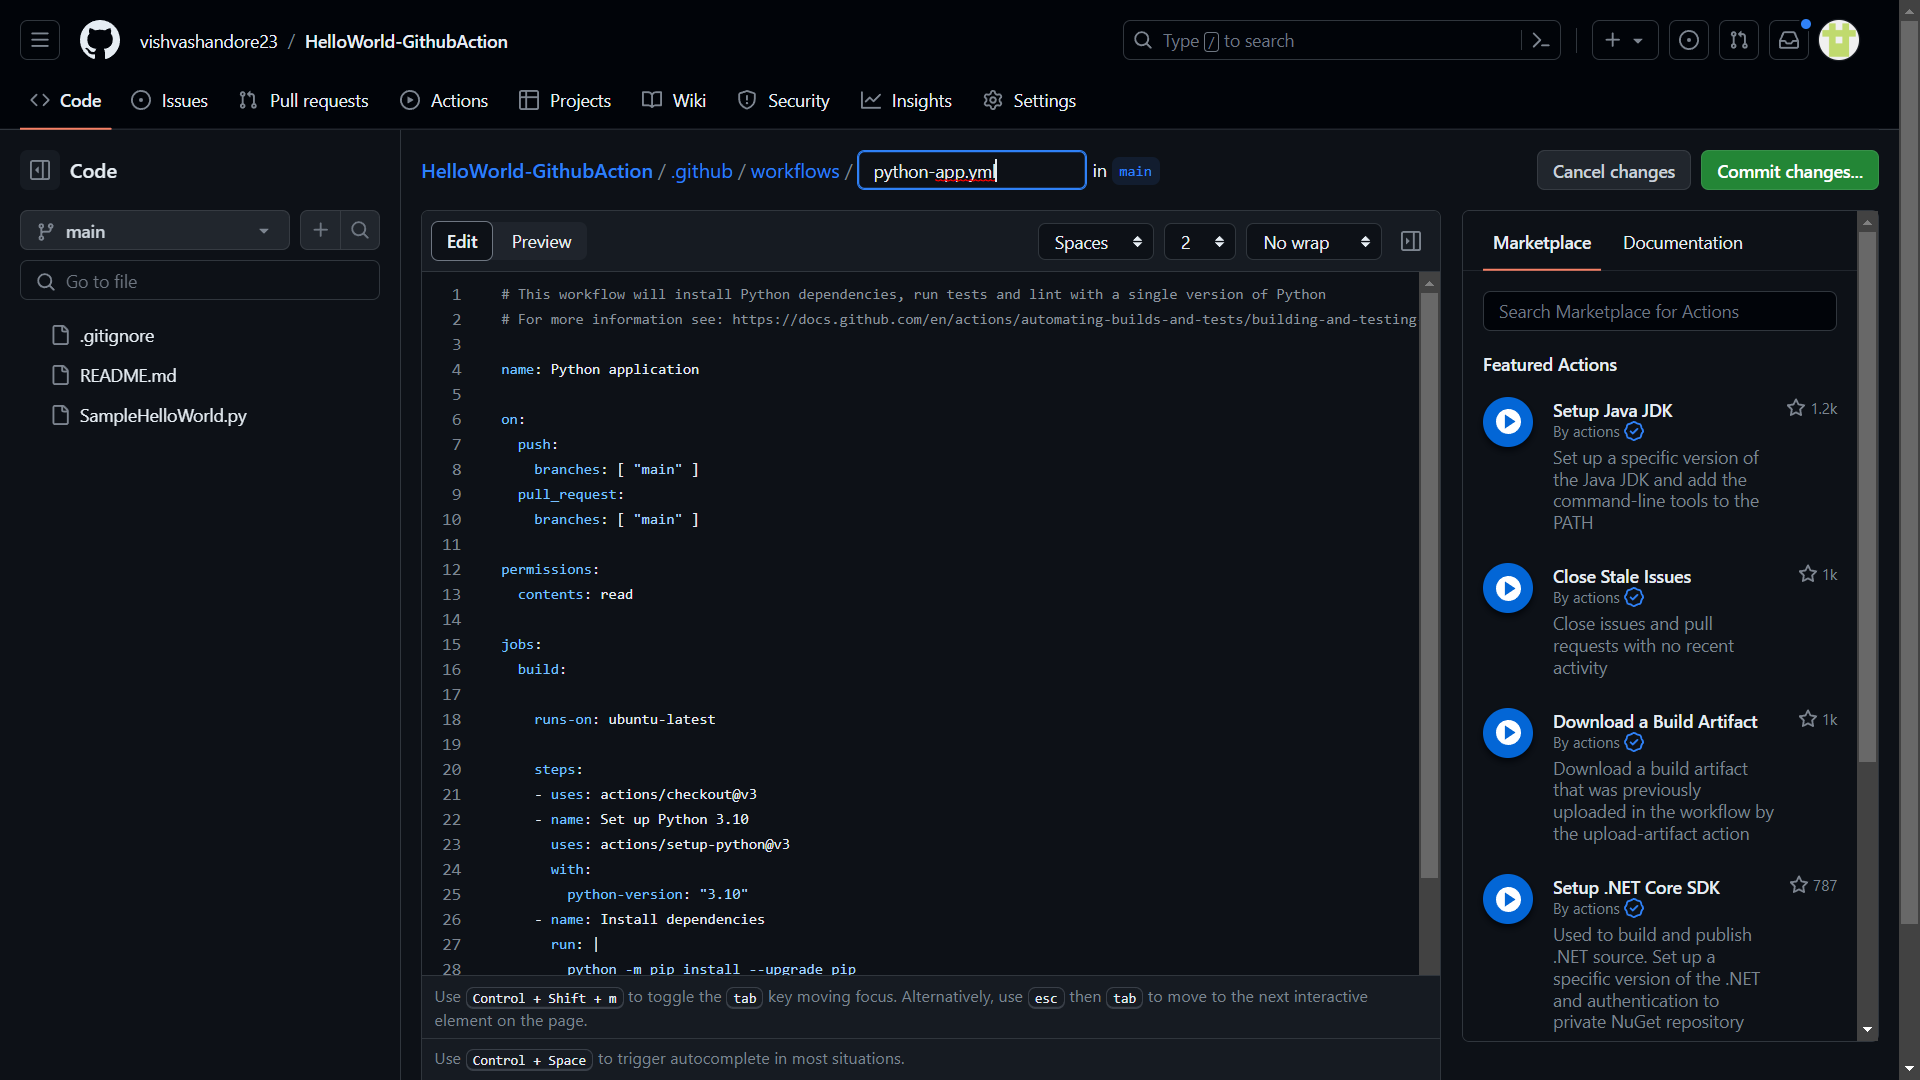 vishvashandore23 / HelloWorld-GithubAction
Type / to search
Code Issues Pull requests Actions Projects Wiki Security Insights Settings
Code
main
Go to file
.gitignore
README.md
SampleHelloWorld.py
HelloWorld-GithubAction / .github / workflows / python-app.yml in main
Cancel changes Commit changes...
Edit Preview
Spaces 2 No wrap
1 # This workflow will install Python dependencies, run tests and lint with a single version of Python
2 # For more information see: https://docs.github.com/en/actions/automating-builds-and-tests/building-and-testing
3
4 name: Python application
5
6 on:
7 push:
8 branches: [ "main" ]
9 pull_request:
10 branches: [ "main" ]
11
12 permissions:
13 contents: read
14
15 jobs:
16 build:
17
18 runs-on: ubuntu-latest
19
20 steps:
21 - uses: actions/checkout@v3
22 - name: Set up Python 3.10
23 uses: actions/setup-python@v3
24 with:
25 python-version: "3.10"
26 - name: Install dependencies
27 run: |
28 python -m pip install --upgrade pip
Use Control + Shift + m to toggle the tab key moving focus. Alternatively, use esc then tab to move to the next interactive
element on the page.
Use Control + Space to trigger autocomplete in most situations.
Marketplace Documentation
Search Marketplace for Actions
Featured Actions
Setup Java JDK 1.2k
By actions
Set up a specific version of
the Java JDK and add the
command-line tools to the
PATH
Close Stale Issues 1k
By actions
Close issues and pull
requests with no recent
activity
Download a Build Artifact 1k
By actions
Download a build artifact
that was previously
uploaded in the workflow by
the upload-artifact action
Setup .NET Core SDK 787
By actions
Used to build and publish
.NET source. Set up a
specific version of the .NET
and authentication to
private NuGet repository